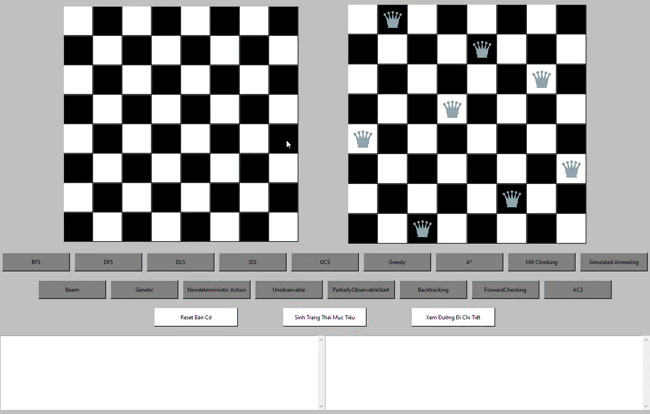 BFS DFS DLS IDS UCS Greedy A* Hill Climbing Simulated Annealing
Beam Genetic Nondeterministic Action Unobservable PartiallyObservableStart Backtracking ForwardChecking AC3
Reset Bàn Cờ Sinh Trạng Thái Mục Tiêu Xem Đường Đi Chi Tiết